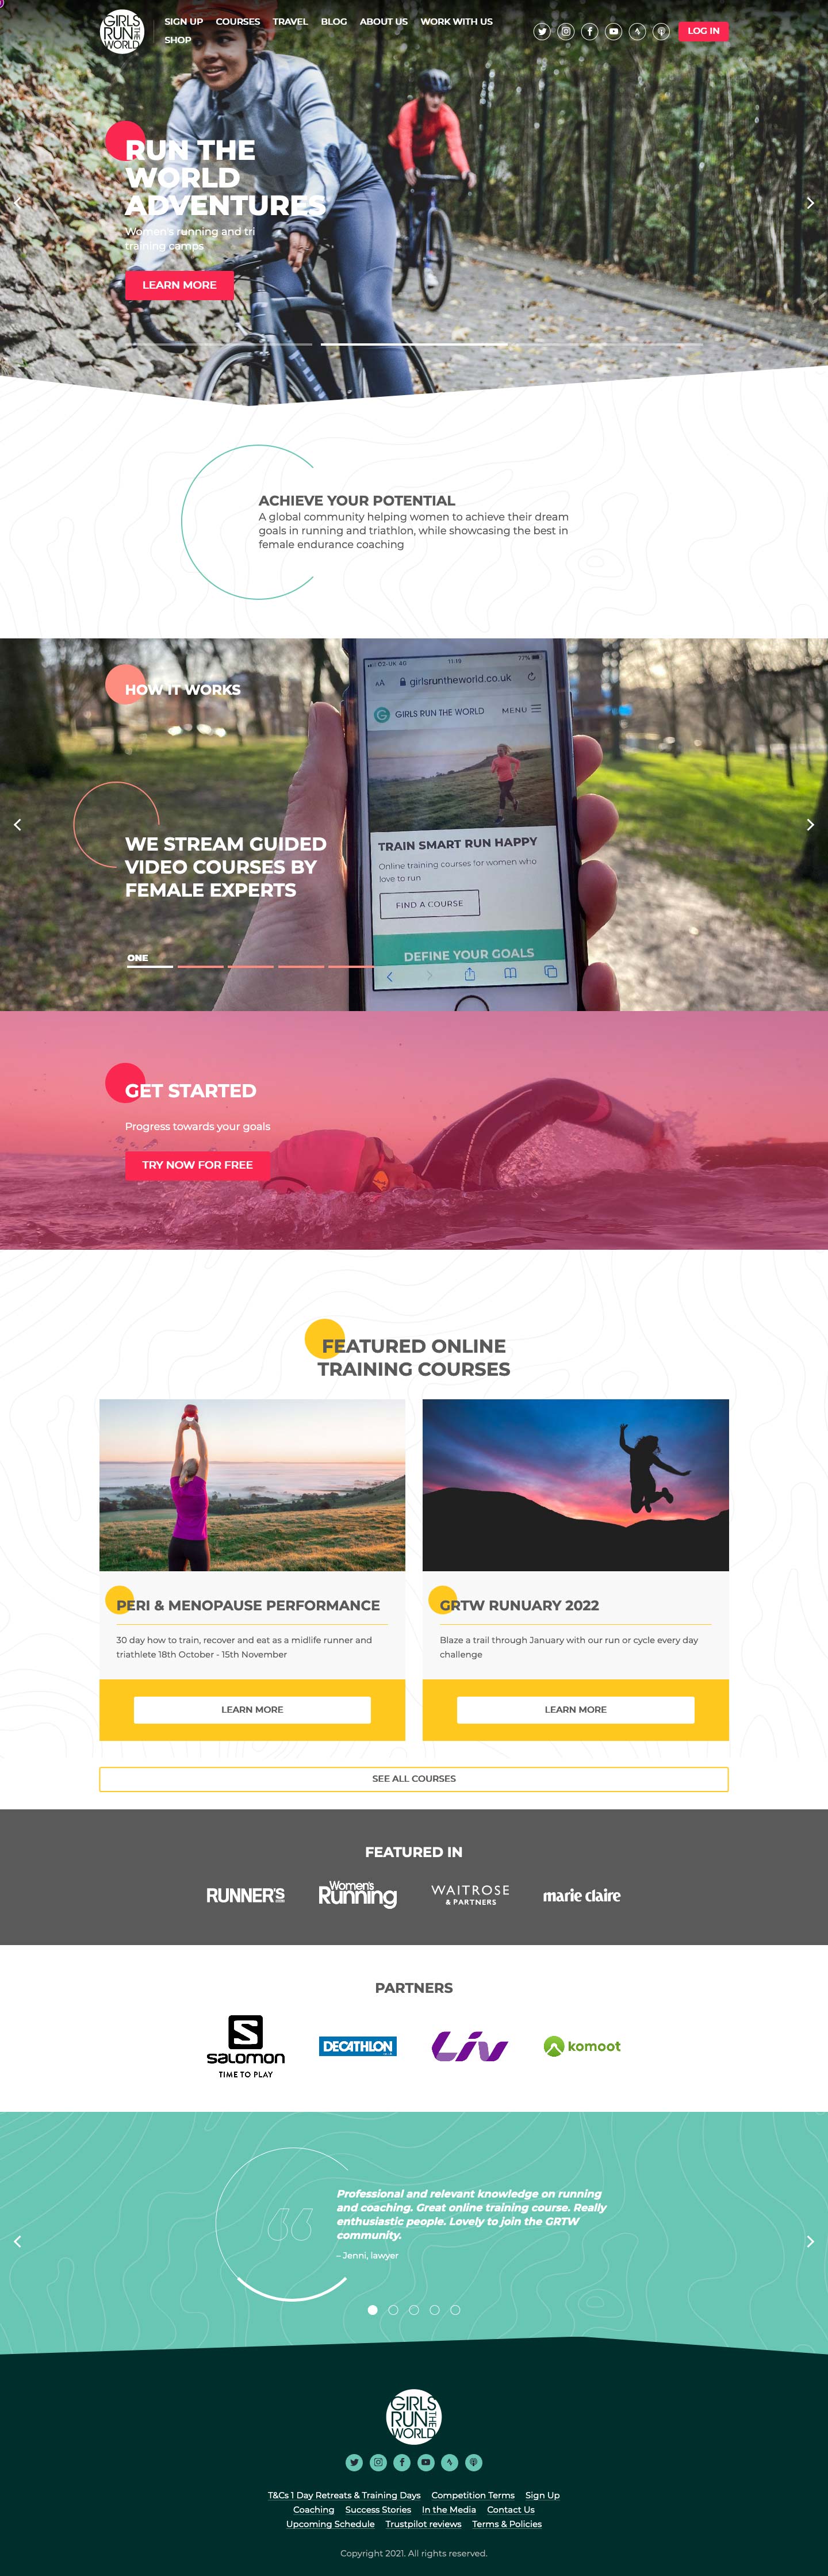 GIRLS
RUN THE
WORLD
SIGN UP COURSES TRAVEL BLOG ABOUT US WORK WITH US
SHOP
LOG IN
RUN THE
WORLD
ADVENTURES
Women's running and tri
training camps
LEARN MORE
ACHIEVE YOUR POTENTIAL
A global community helping women to achieve their dream
goals in running and triathlon, while showcasing the best in
female endurance coaching
HOW IT WORKS
O2-UK 4G 11:19 77%
AA girlsruntheworld.co.uk
GIRLS RUN THE WORLD MENU
TRAIN SMART RUN HAPPY
Online training courses for women who
love to run
FIND A COURSE
DEFINE YOUR GOALS
WE STREAM GUIDED
VIDEO COURSES BY
FEMALE EXPERTS
ONE
GET STARTED
Progress towards your goals
TRY NOW FOR FREE
FEATURED ONLINE
TRAINING COURSES
PERI & MENOPAUSE PERFORMANCE
30 day how to train, recover and eat as a midlife runner and
triathlete 18th October - 15th November
LEARN MORE
GRTW RUNUARY 2022
Blaze a trail through January with our run or cycle every day
challenge
LEARN MORE
SEE ALL COURSES
FEATURED IN
RUNNER'S
Women's
Running
WAITROSE
& PARTNERS
marie claire
PARTNERS
S
salomon
TIME TO PLAY
DECATHLON
Liv
komoot
Professional and relevant knowledge on running
and coaching. Great online training course. Really
enthusiastic people. Lovely to join the GRTW
community.
– Jenni, lawyer
GIRLS
RUN THE
WORLD
T&Cs 1 Day Retreats & Training Days Competition Terms Sign Up
Coaching Success Stories In the Media Contact Us
Upcoming Schedule Trustpilot reviews Terms & Policies
Copyright 2021. All rights reserved.